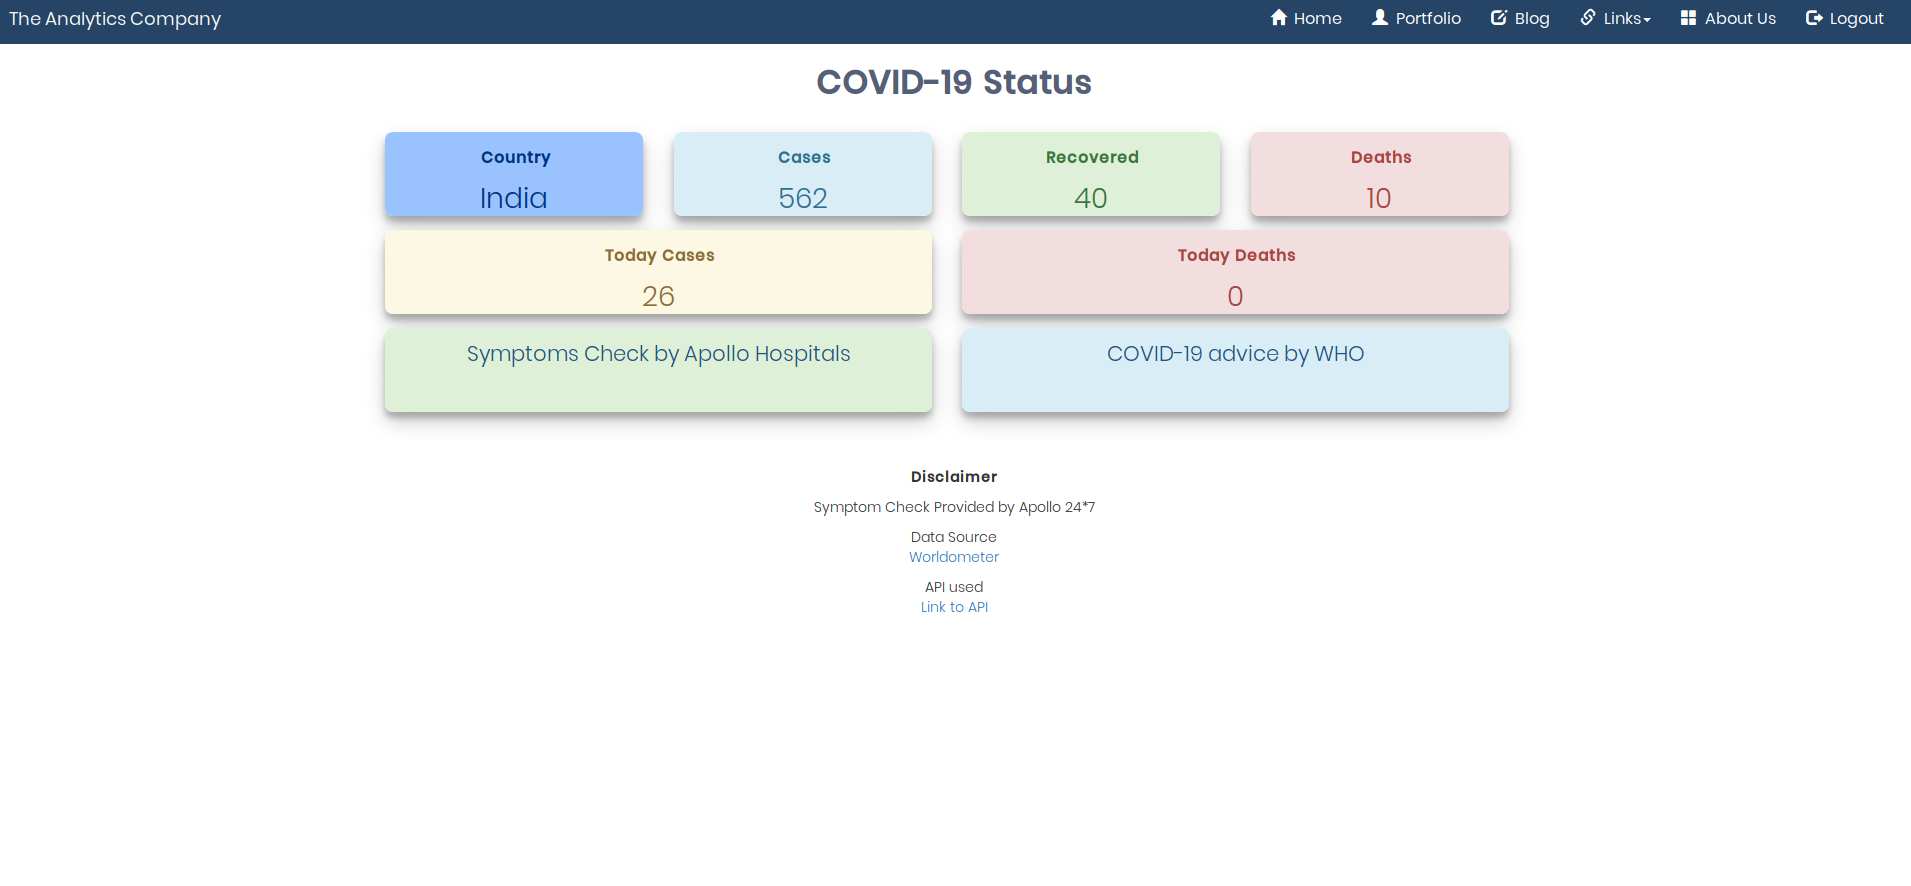 The Analytics Company Home Portfolio Blog Links About Us Logout
COVID-19 Status
Country Cases Recovered Deaths
India 562 40 10
Today Cases Today Deaths
26 0
Symptoms Check by Apollo Hospitals COVID-19 advice by WHO
Disclaimer
Symptom Check Provided by Apollo 24*7
Data Source
Worldometer
API used
Link to API